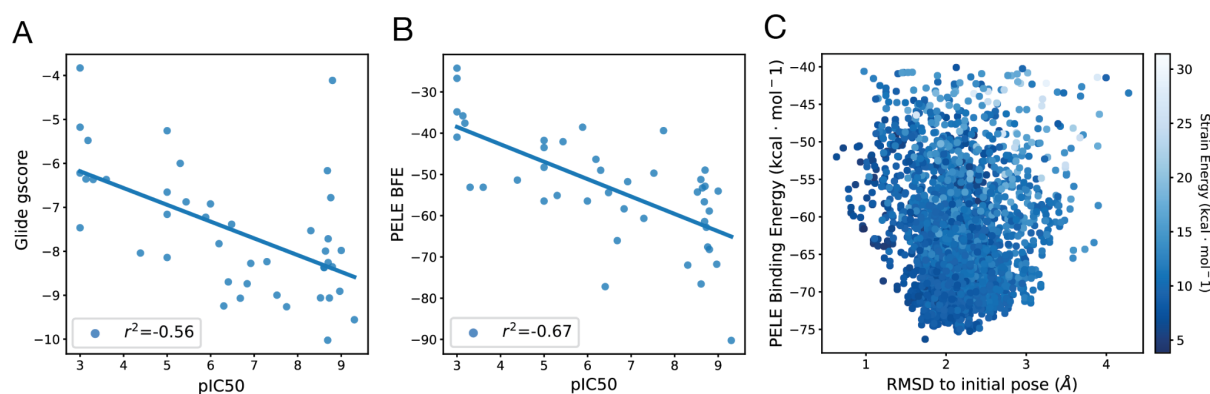 A
Glide gscore
−4
−5
−6
−7
−8
−9
−10
r²=-0.56
3 4 5 6 7 8 9
pIC50
B
PELE BFE
−30
−40
−50
−60
−70
−80
−90
r²=-0.67
3 4 5 6 7 8 9
pIC50
C
PELE Binding Energy (kcal · mol⁻1)
−40
−45
−50
−55
−60
−65
−70
−75
1 2 3 4
RMSD to initial pose (Å)
30
25
20
15
10
5
Strain Energy (kcal · mol⁻1)